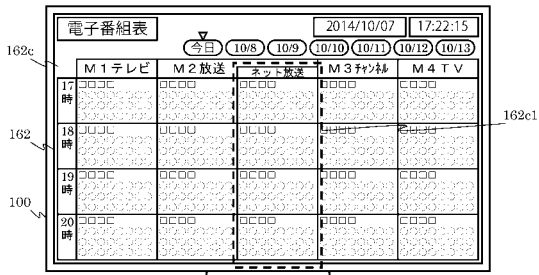 電子番組表
2014/10/07 17:22:15
今日 10/8 10/9 10/10 10/11 10/12 10/13
162c
M1テレビ M2放送 ネット放送 M3チャンネル M4TV
17時 □□□□ □□□□ □□□□ □□□□ □□□□
162c1
162
18時 □□□□ □□□□ □□□□ □□□□ □□□□
19時 □□□□ □□□□ □□□□ □□□□ □□□□
100
20時 □□□□ □□□□ □□□□ □□□□ □□□□